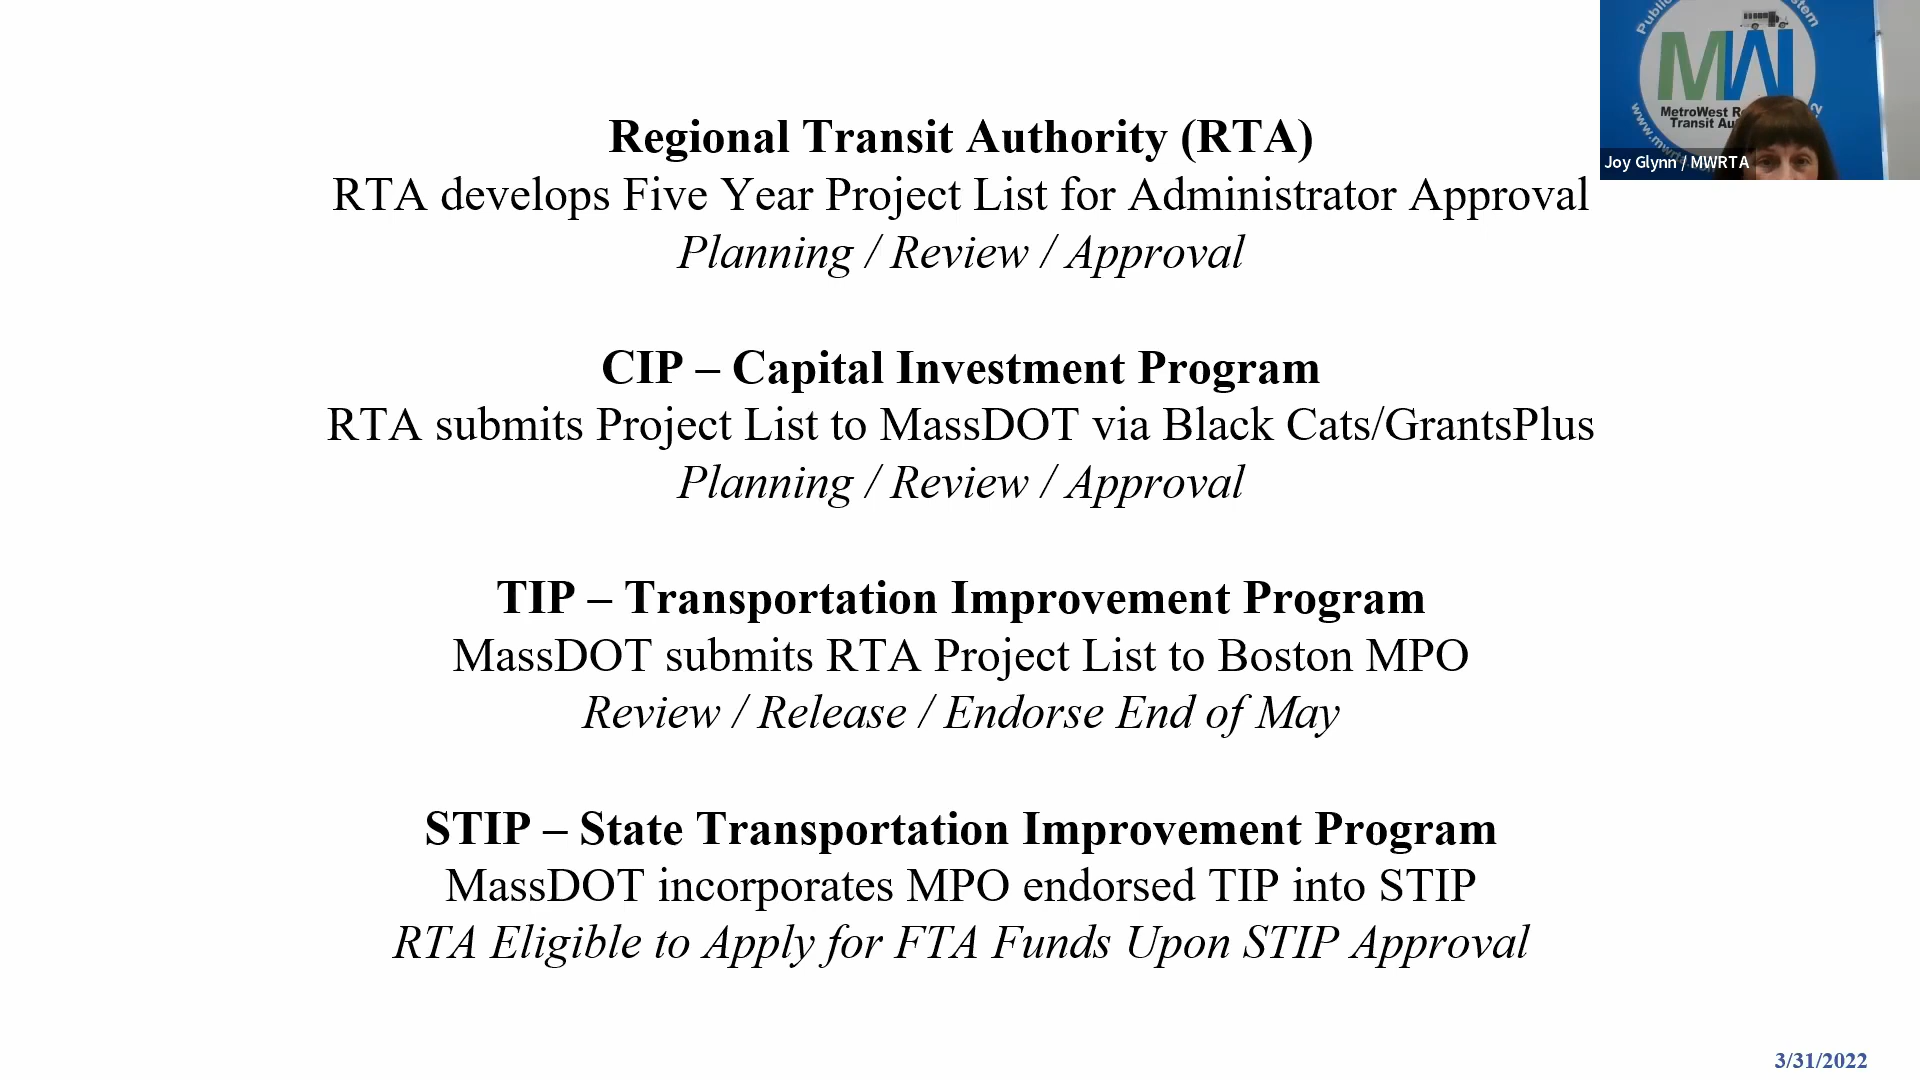 Regional Transit Authority (RTA)
RTA develops Five Year Project List for Administrator Approval
Planning / Review / Approval
CIP – Capital Investment Program
RTA submits Project List to MassDOT via Black Cats/GrantsPlus
Planning / Review / Approval
TIP – Transportation Improvement Program
MassDOT submits RTA Project List to Boston MPO
Review / Release / Endorse End of May
STIP – State Transportation Improvement Program
MassDOT incorporates MPO endorsed TIP into STIP
RTA Eligible to Apply for FTA Funds Upon STIP Approval
3/31/2022
MW
MetroWest
Transit
Joy Glynn / MWRTA